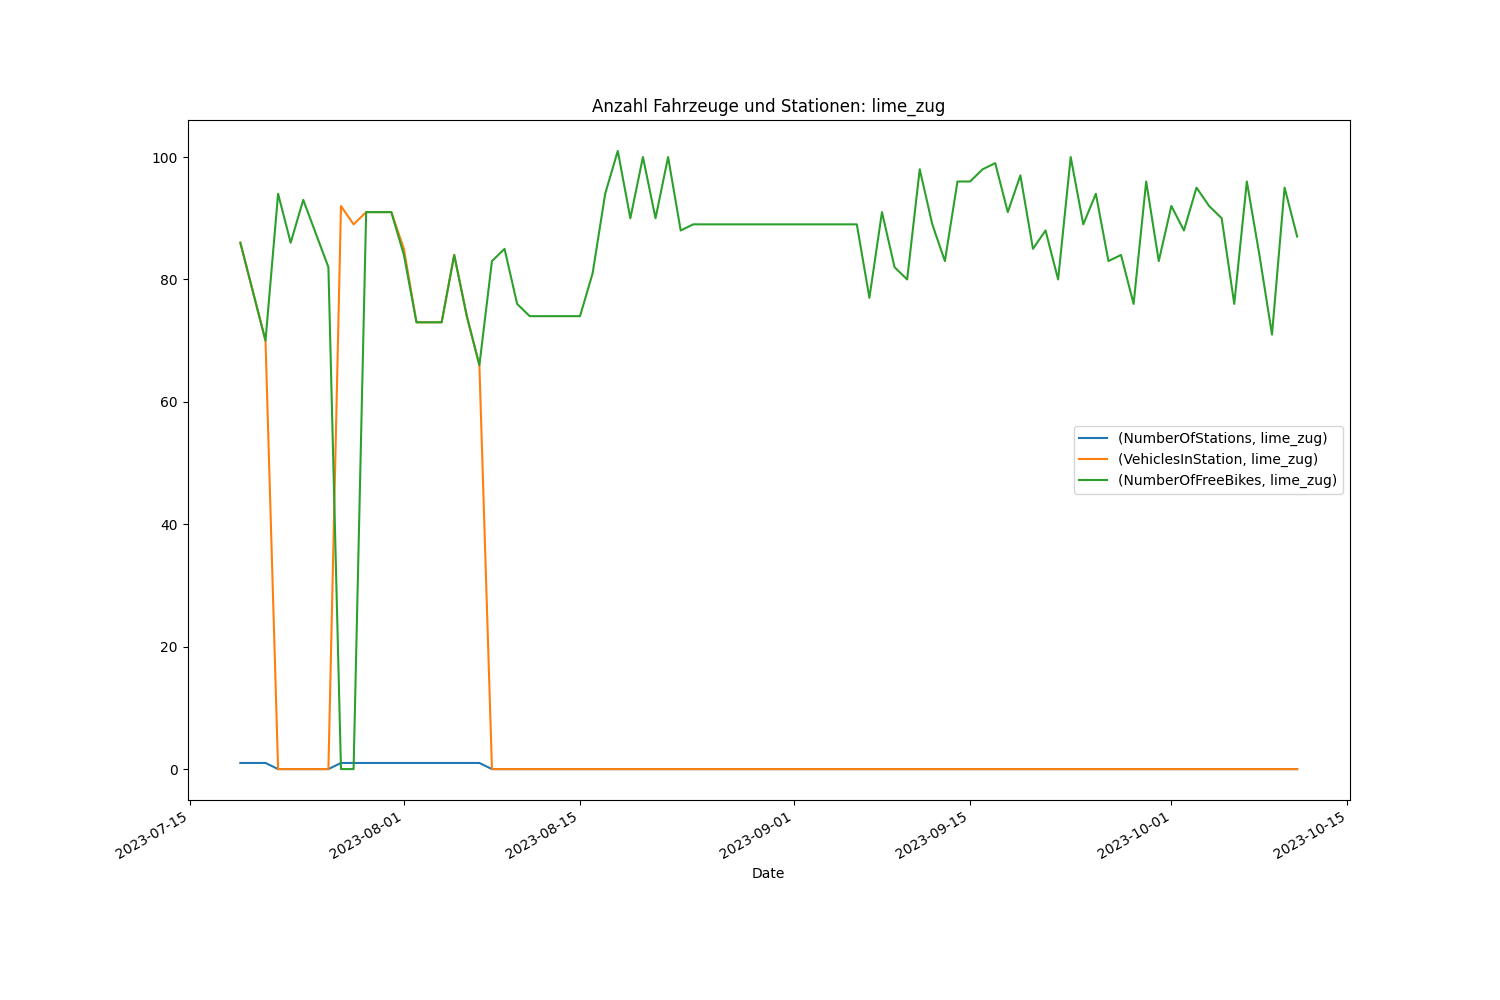 Anzahl Fahrzeuge und Stationen: lime_zug
100
80
60
40
20
0
(NumberOfStations, lime_zug)
(VehiclesInStation, lime_zug)
(NumberOfFreeBikes, lime_zug)
2023-07-15
2023-08-01
2023-08-15
2023-09-01
2023-09-15
2023-10-01
2023-10-15
Date